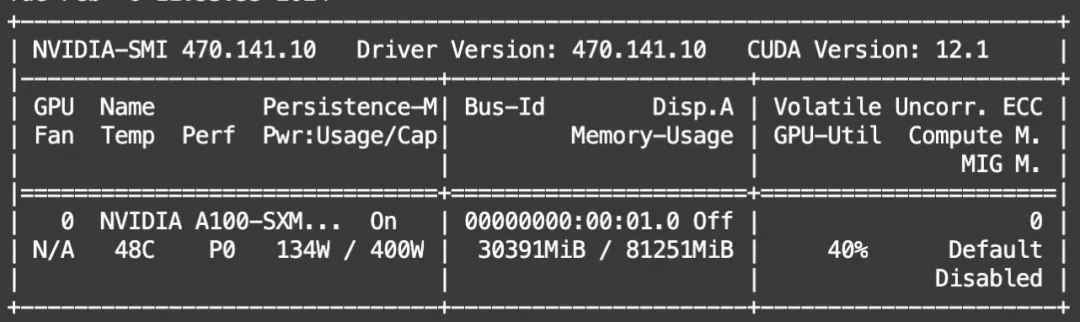 +-----------------------------------------------------------------------------+
| NVIDIA-SMI 470.141.10   Driver Version: 470.141.10   CUDA Version: 12.1     |
|-------------------------------+----------------------+----------------------+
| GPU  Name        Persistence-M| Bus-Id        Disp.A | Volatile Uncorr. ECC |
| Fan  Temp  Perf  Pwr:Usage/Cap|         Memory-Usage | GPU-Util  Compute M. |
|                               |                      |               MIG M. |
|===============================+======================+======================|
|   0  NVIDIA A100-SXM...  On   | 00000000:00:01.0 Off |                    0 |
| N/A   48C    P0   134W / 400W |  30391MiB / 81251MiB |     40%      Default |
|                               |                      |             Disabled |
+-------------------------------+----------------------+----------------------+